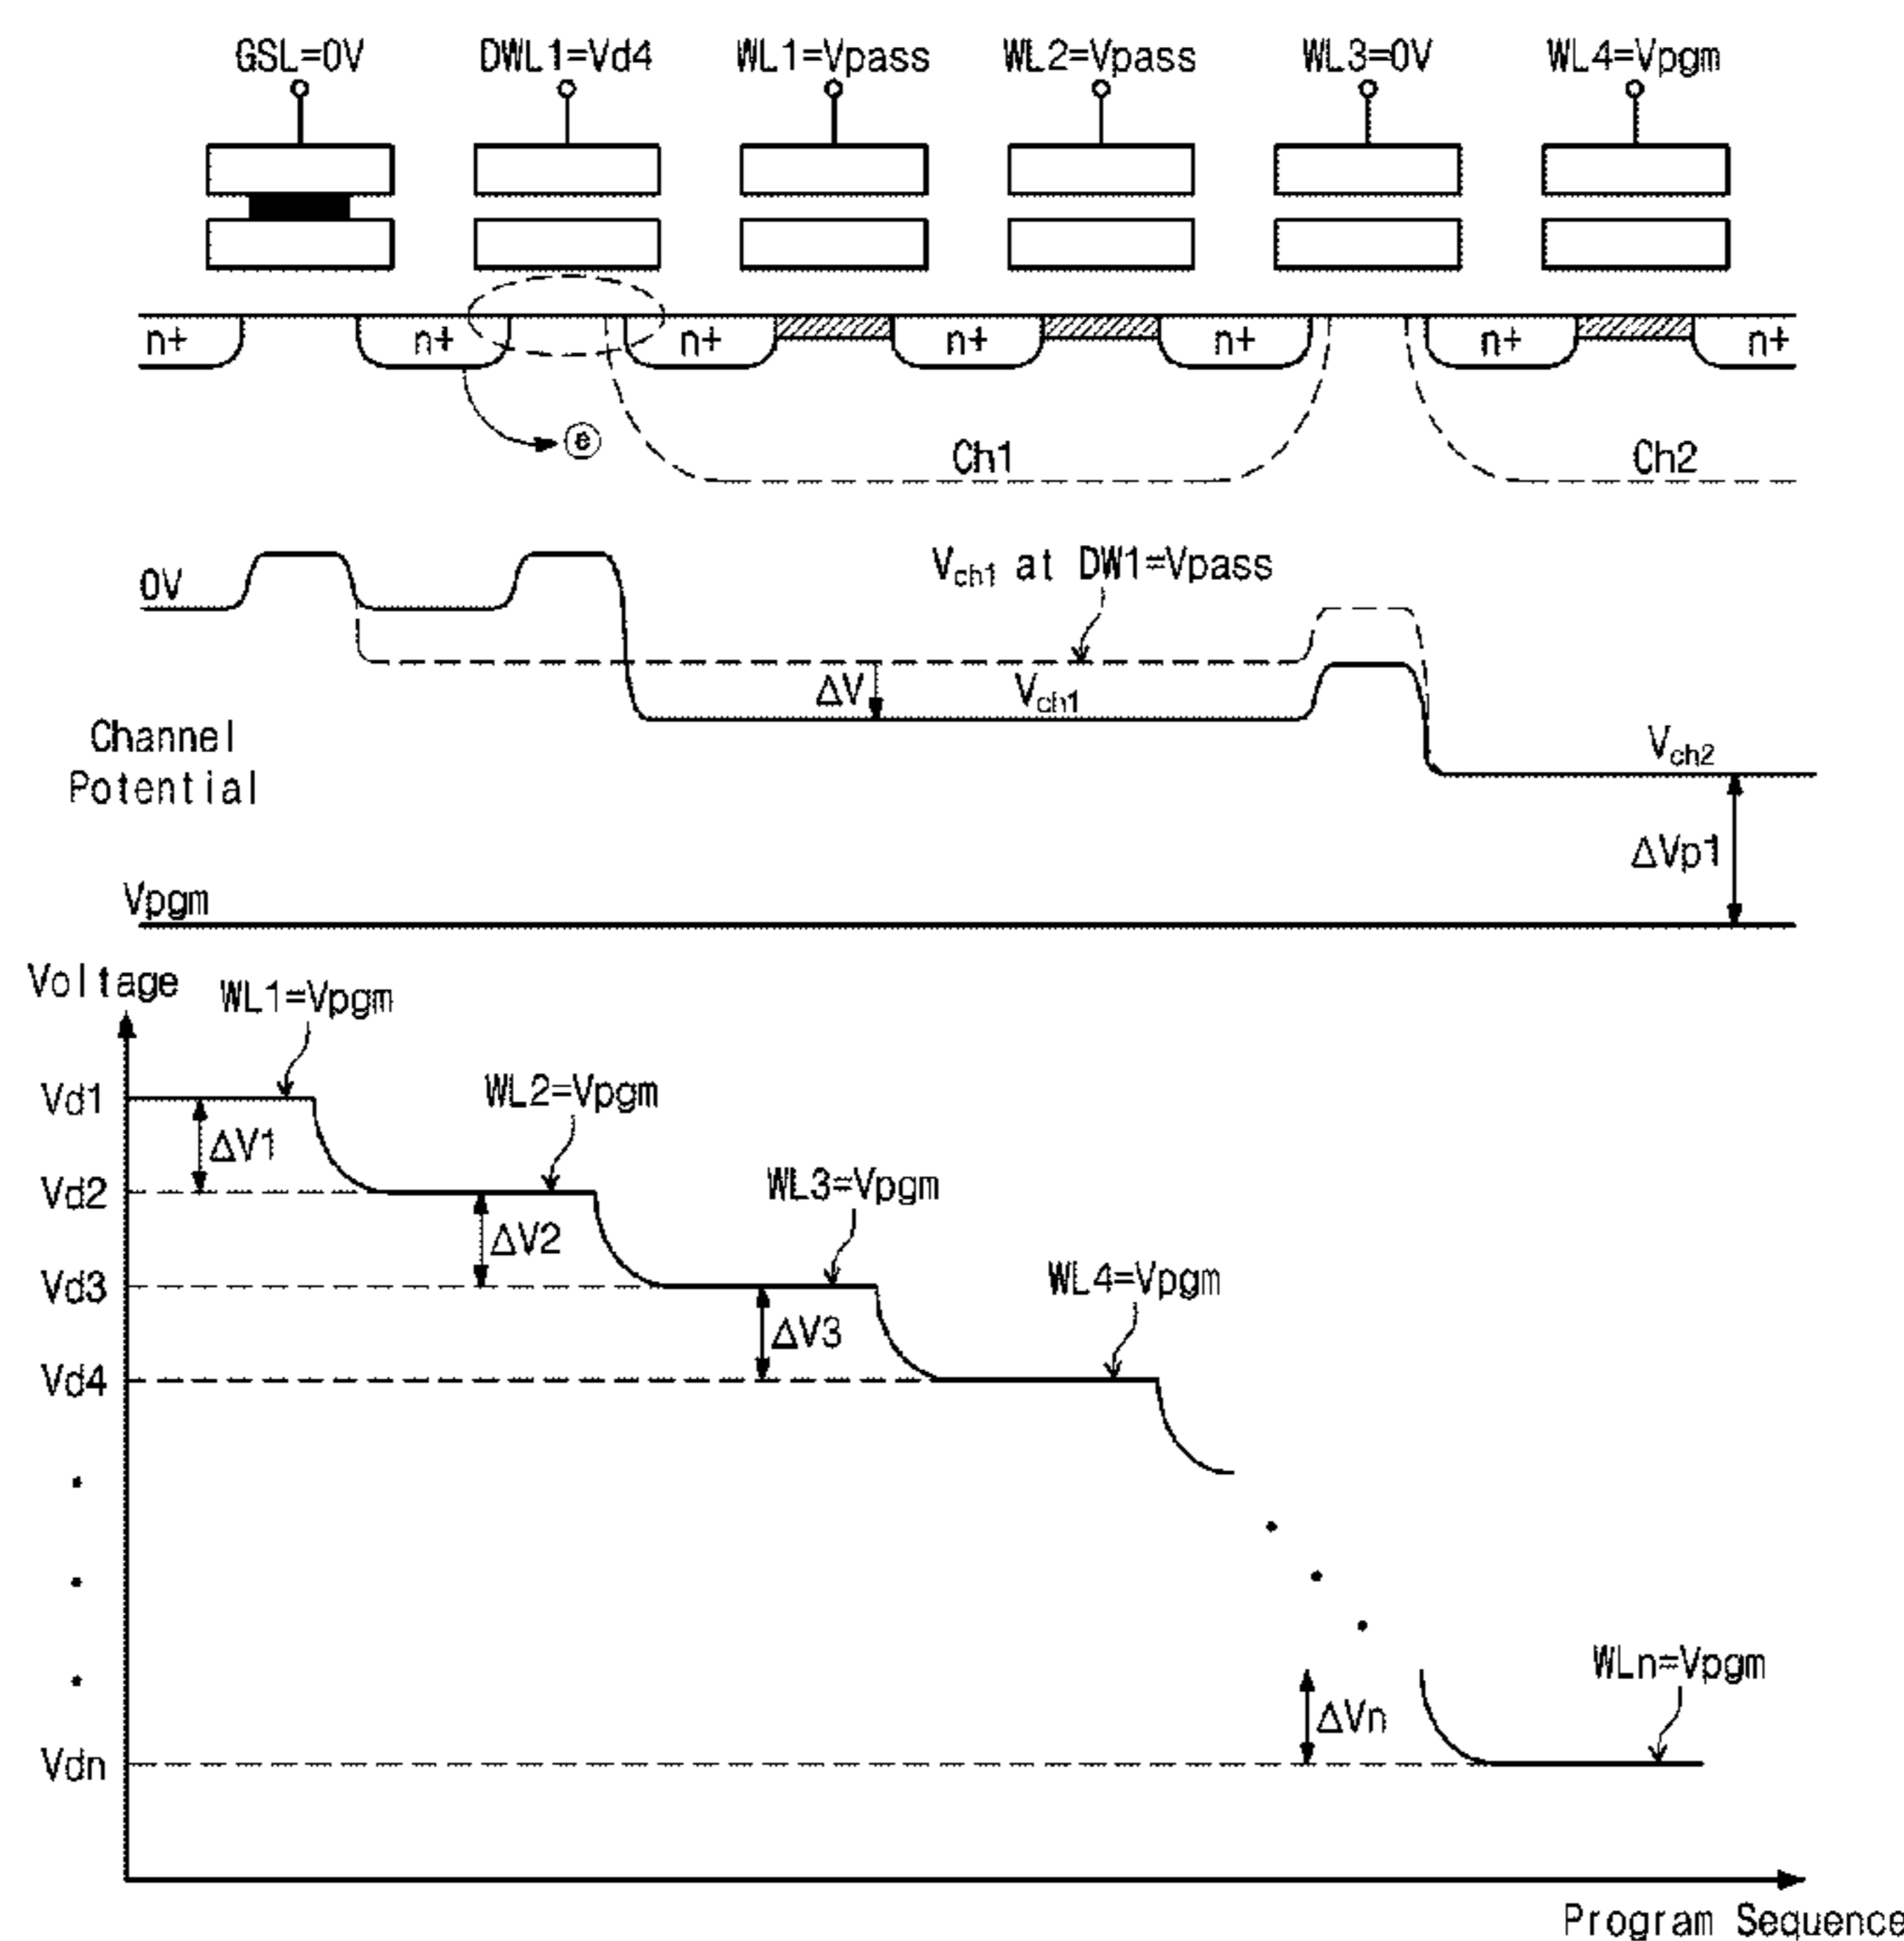 GSL=0V DWL1=Vd4 WL1=Vpass WL2=Vpass WL3=0V WL4=Vpgm
n+ n+ n+ n+ n+ n+ n+
e
Ch1 Ch2
0V
Vch1 at DW1=Vpass
ΔV Vch1
Channel
Potential
Vch2
ΔVp1
Vpgm
Voltage
WL1=Vpgm
Vd1
WL2=Vpgm
ΔV1
Vd2
WL3=Vpgm
ΔV2
Vd3
WL4=Vpgm
ΔV3
Vd4
WLn=Vpgm
ΔVn
Vdn
Program Sequence